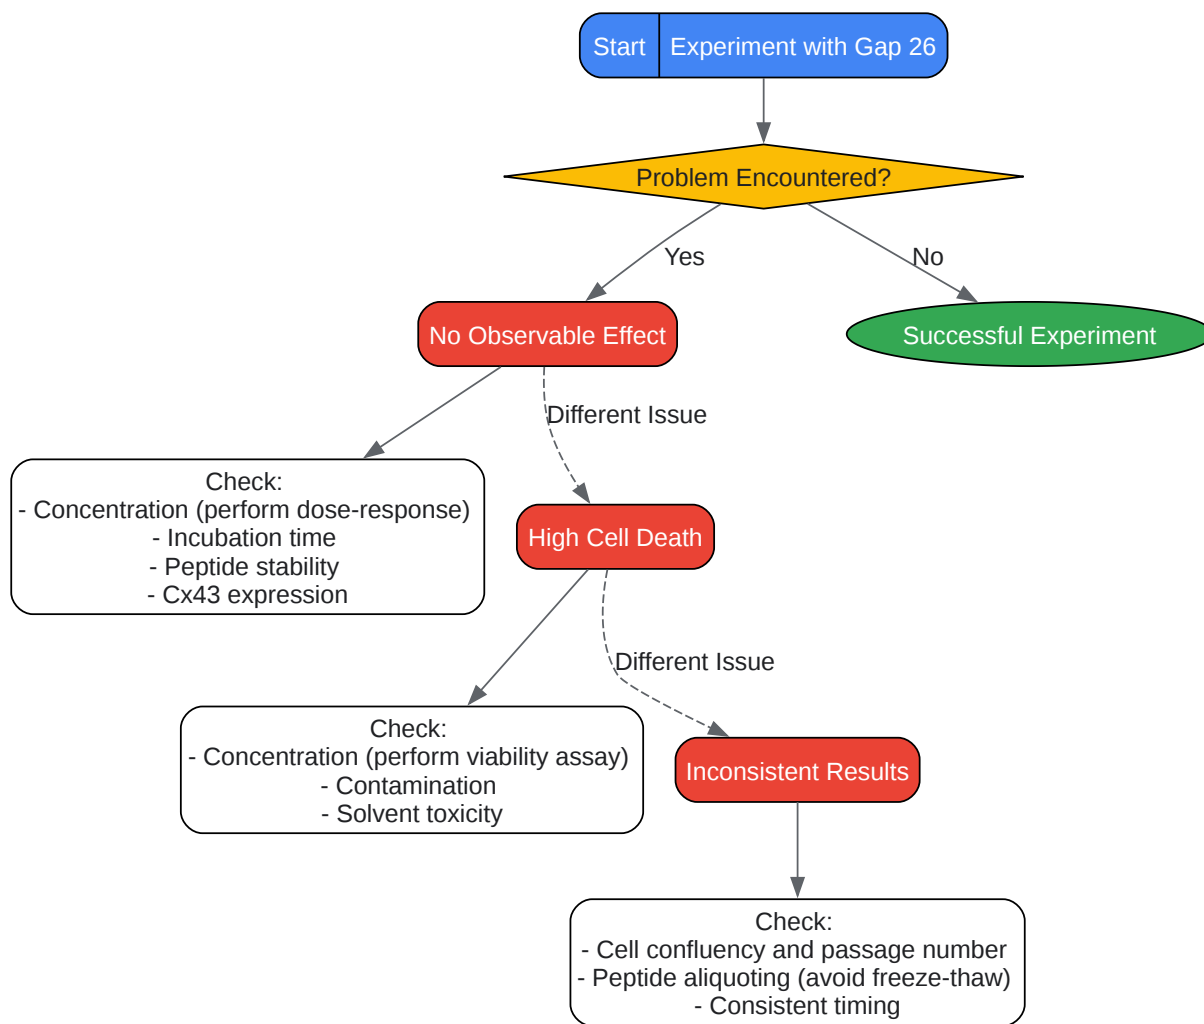 Start
Experiment with Gap 26
Problem Encountered?
Yes
No
No Observable Effect
Successful Experiment
Different Issue
Check:
- Concentration (perform dose-response)
- Incubation time
- Peptide stability
- Cx43 expression
High Cell Death
Different Issue
Check:
- Concentration (perform viability assay)
- Contamination
- Solvent toxicity
Inconsistent Results
Check:
- Cell confluency and passage number
- Peptide aliquoting (avoid freeze-thaw)
- Consistent timing